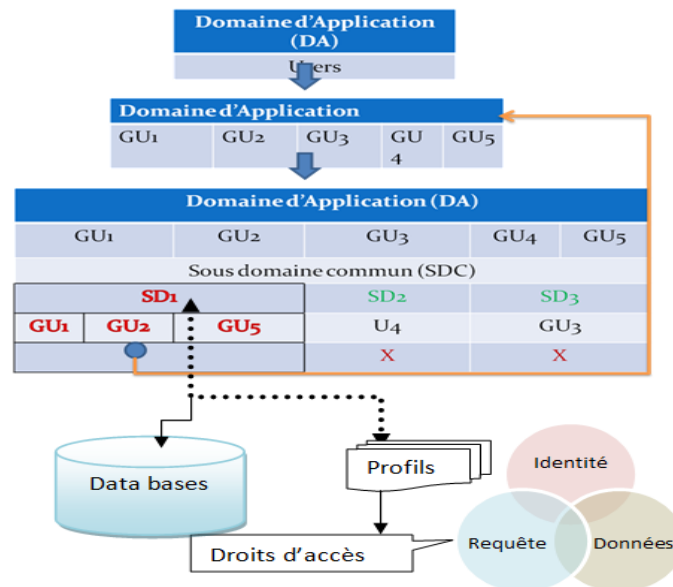 Domaine d'Application
(DA)
Users
Domaine d'Application
GU1 GU2 GU3 GU GU5
4
Domaine d'Application (DA)
GU1 GU2 GU3 GU4 GU5
Sous domaine commun (SDC)
SD1 SD2 SD3
GU1 GU2 GU5 U4 GU3
X X
Data bases
Profils
Identité
Requête Données
Droits d'accès